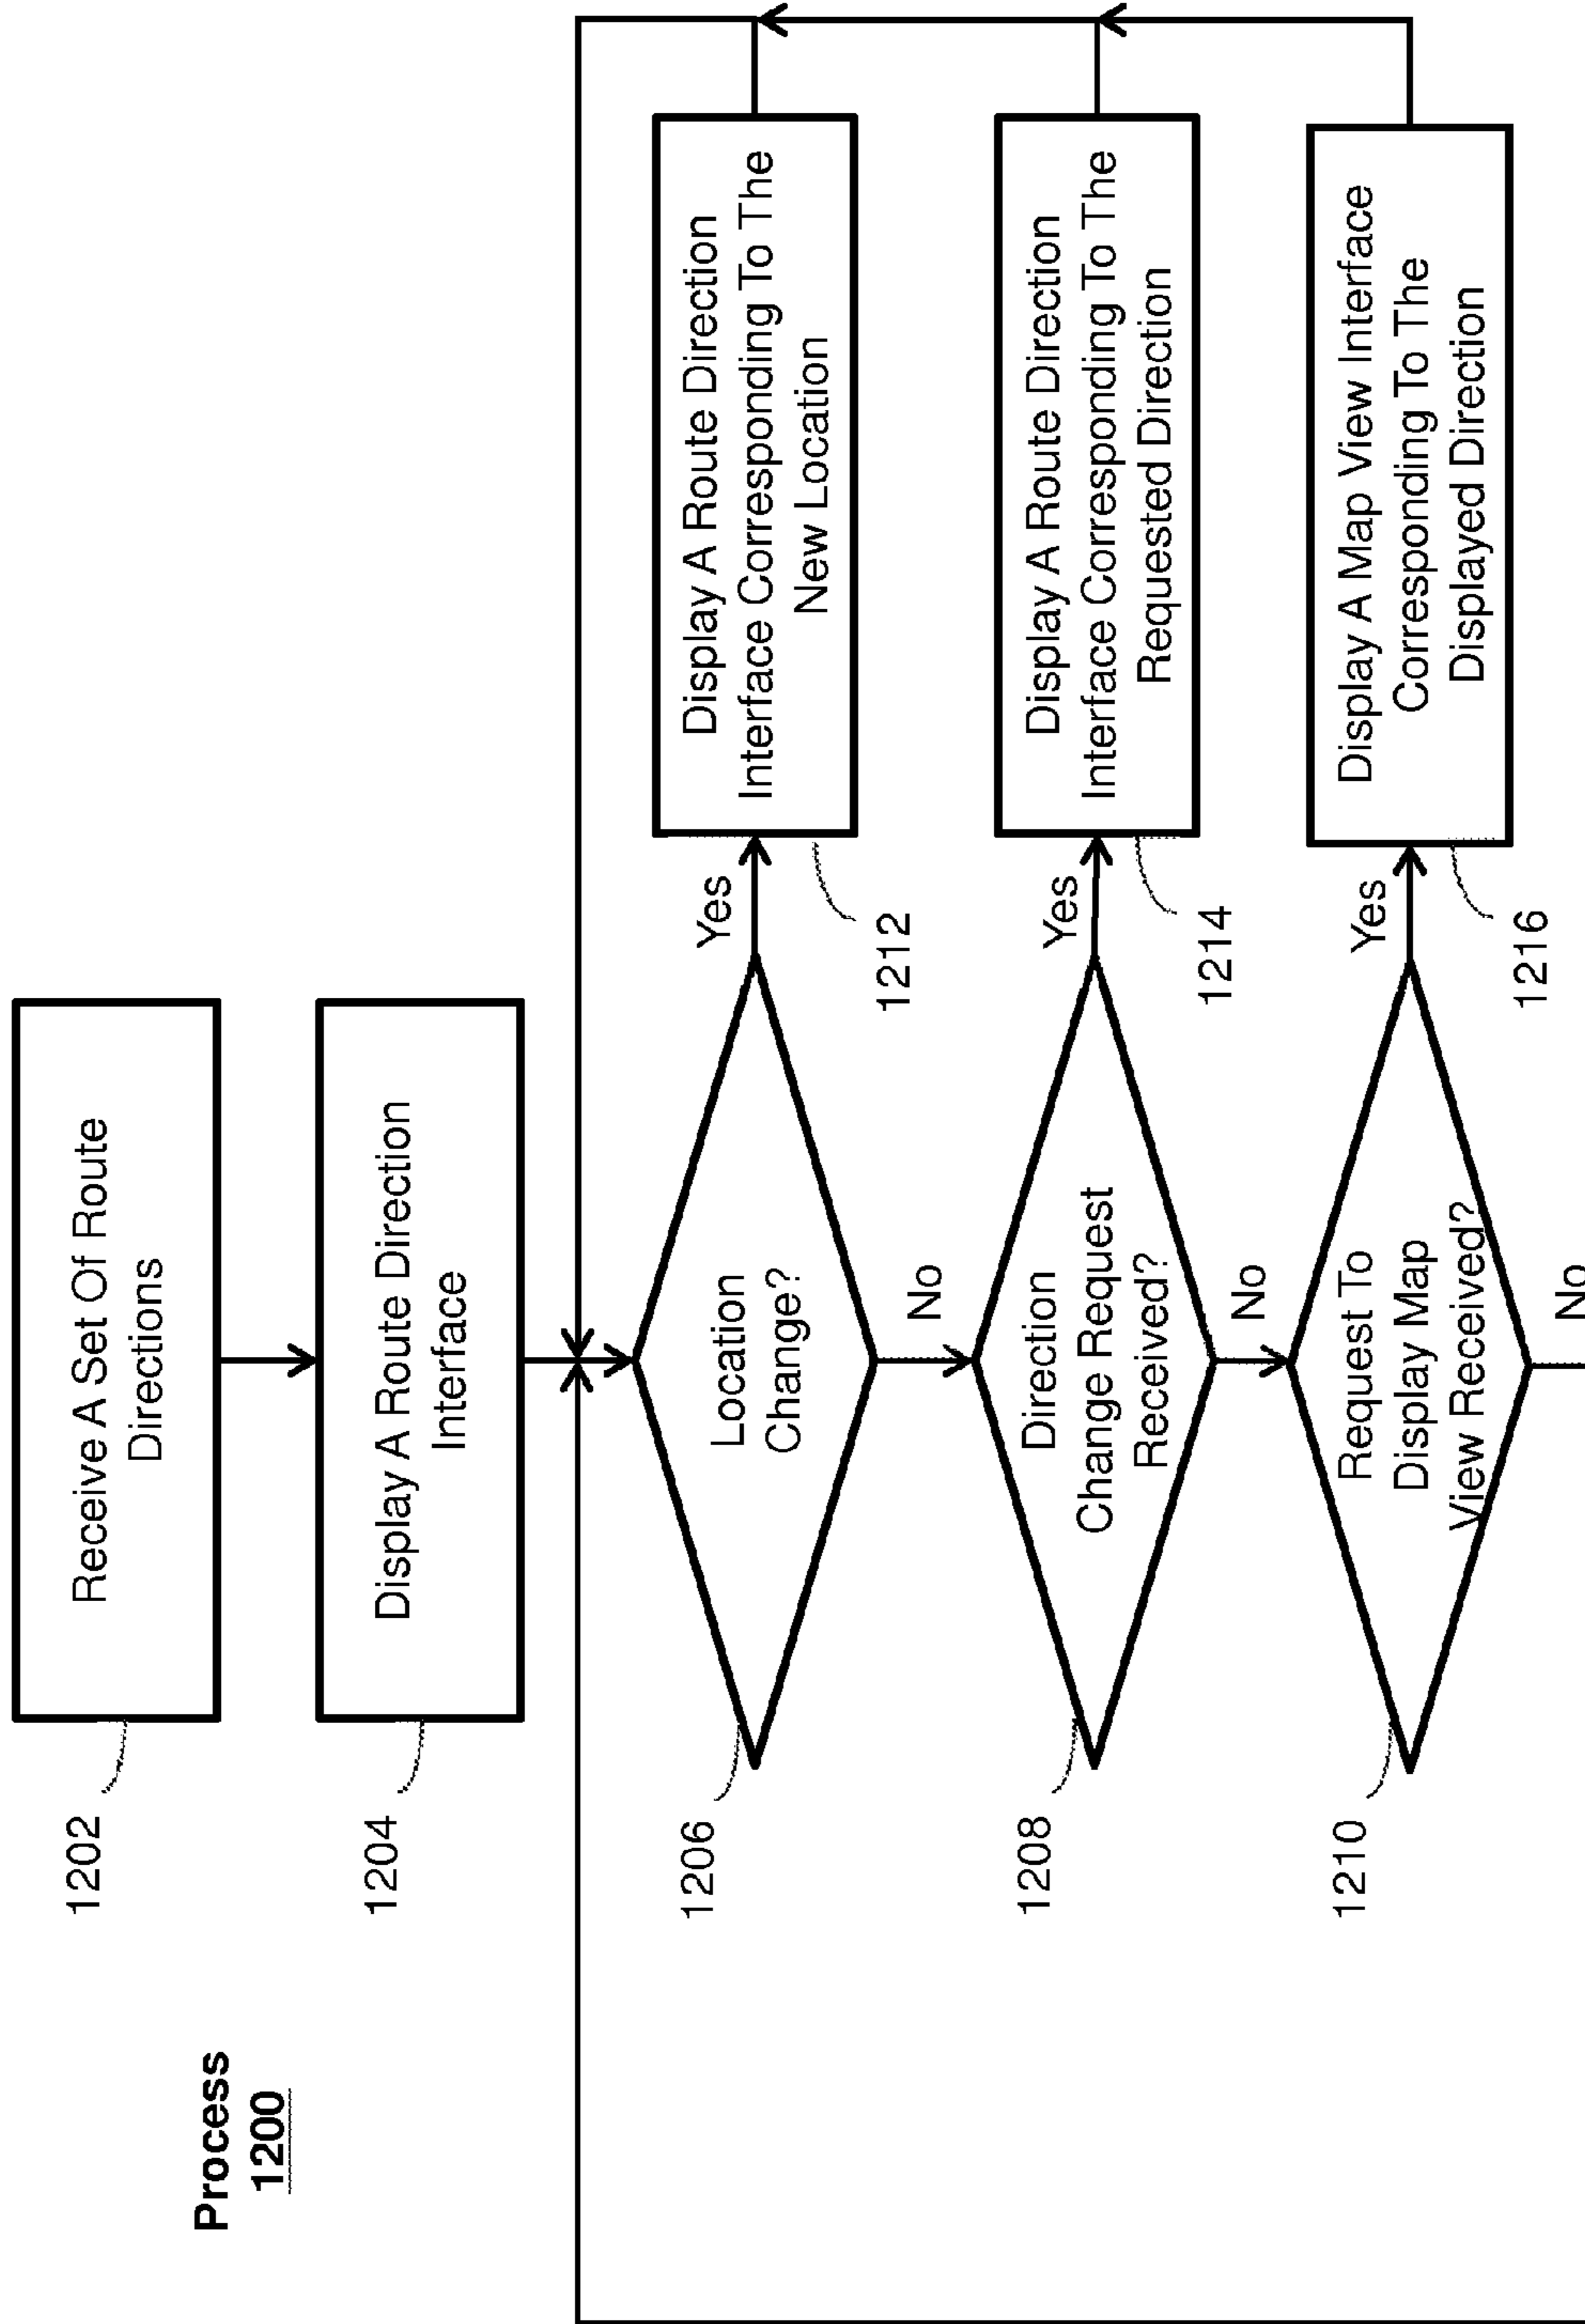 Process
1200
1202
Receive A Set Of Route
Directions
1204
Display A Route Direction
Interface
1206
Location
Change?
Yes
1212
Display A Route Direction
Interface Corresponding To The
New Location
No
1208
Direction
Change Request
Received?
Yes
1214
Display A Route Direction
Interface Corresponding To The
Requested Direction
No
1210
Request To
Display Map
View Received?
Yes
1216
Display A Map View Interface
Corresponding To The
Displayed Direction
No